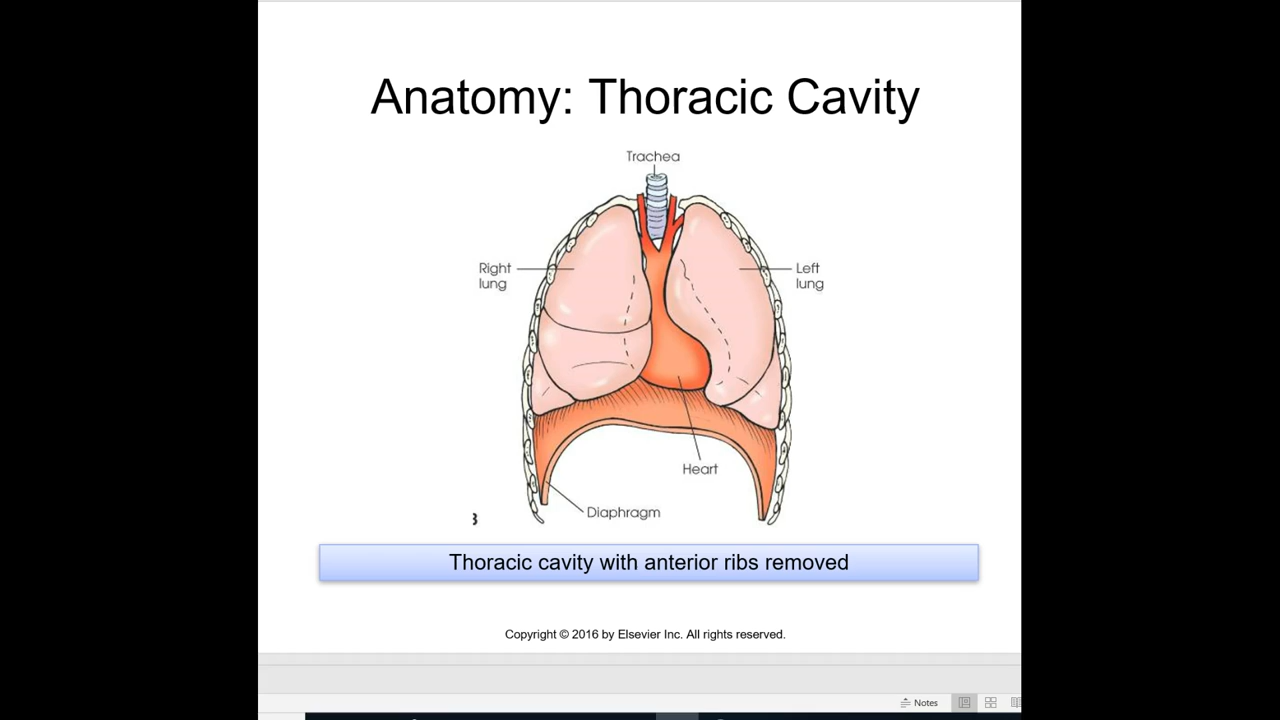 Anatomy: Thoracic Cavity
Trachea
Right
lung
Left
lung
Heart
Diaphragm
Thoracic cavity with anterior ribs removed
Copyright © 2016 by Elsevier Inc. All rights reserved.
Notes